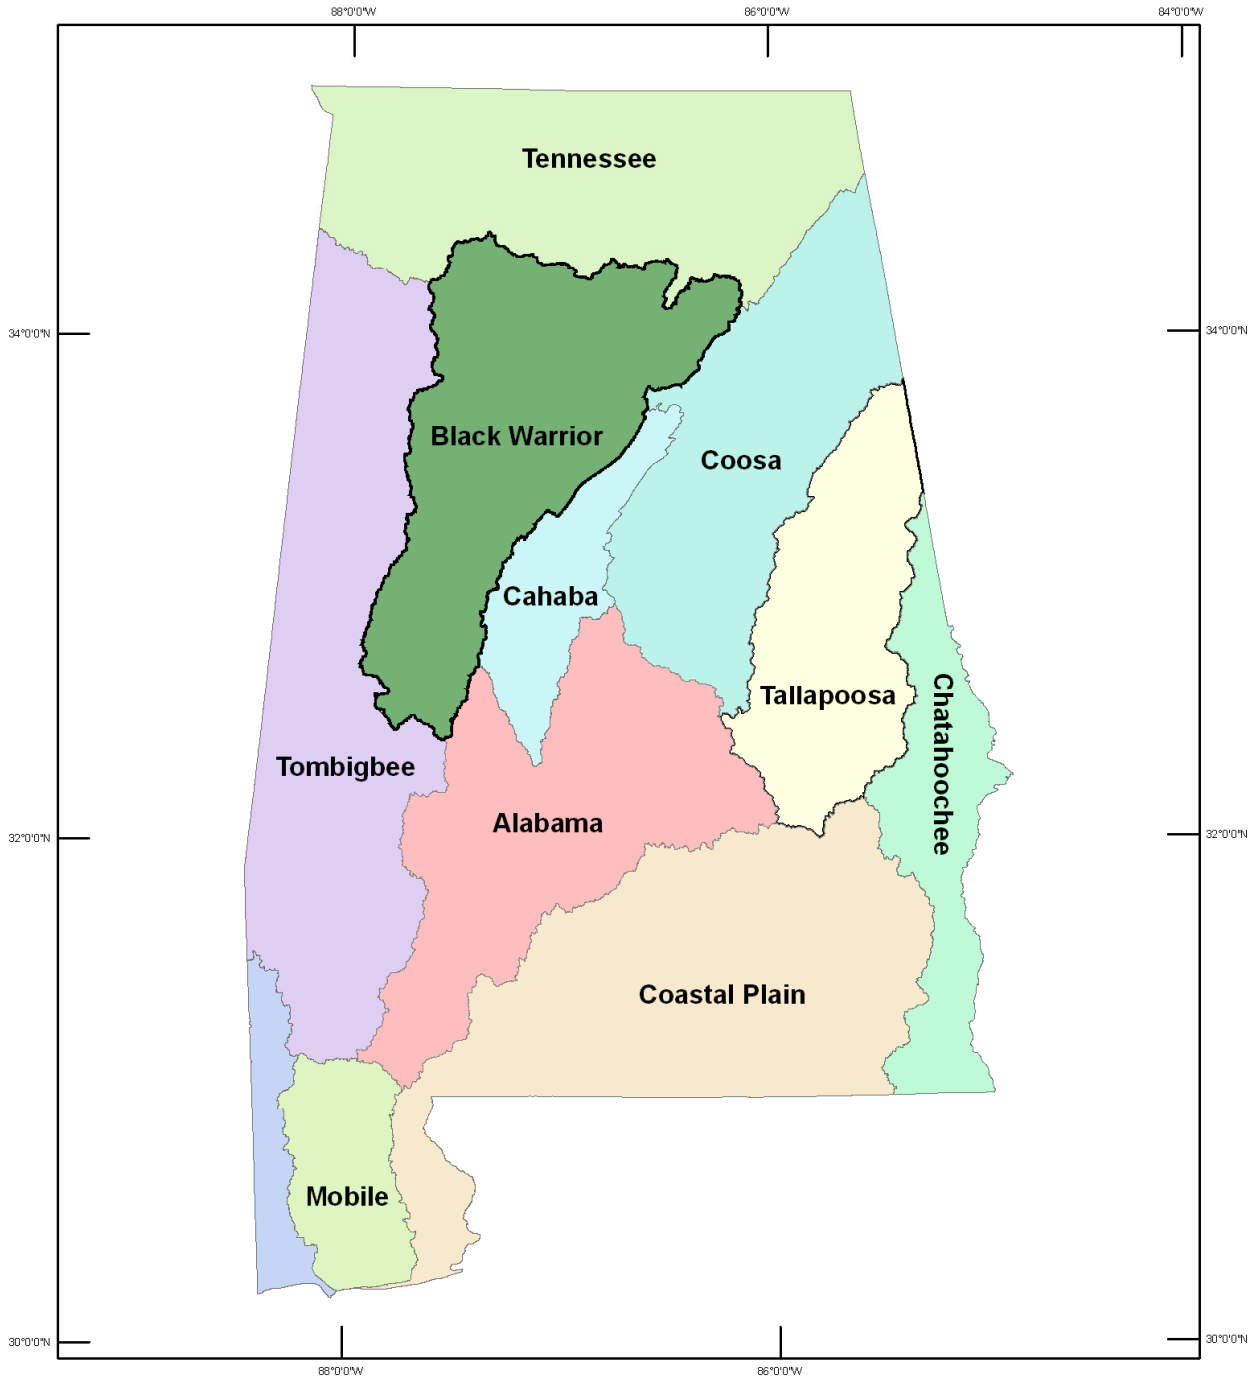 88°0'0"W
86°0'0"W
84°0'0"W
Tennessee
34°0'0"N
34°0'0"N
Black Warrior
Coosa
Cahaba
Tallapoosa
Chatahoochee
Tombigbee
Alabama
32°0'0"N
32°0'0"N
Coastal Plain
Mobile
30°0'0"N
30°0'0"N
88°0'0"W
86°0'0"W